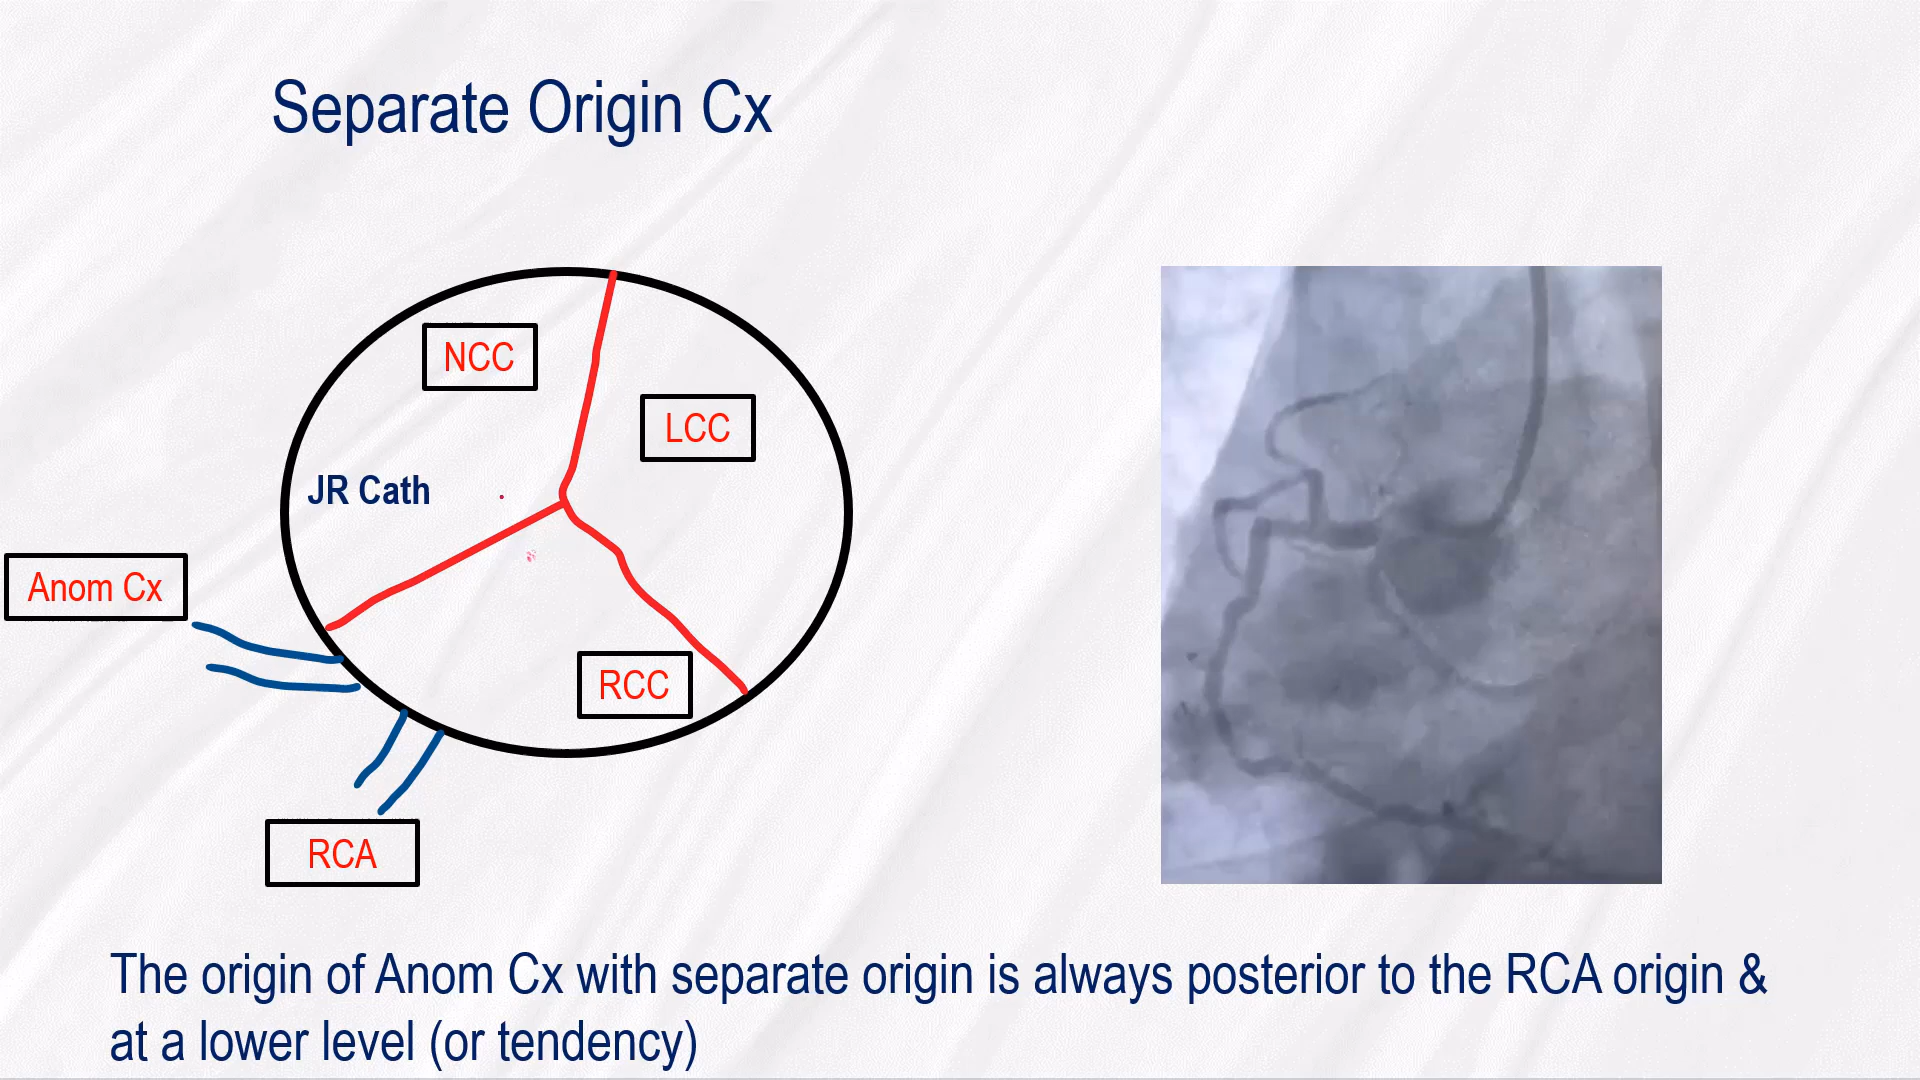 Separate Origin Cx
NCC
LCC
JR Cath
Anom Cx
RCC
RCA
The origin of Anom Cx with separate origin is always posterior to the RCA origin &
at a lower level (or tendency)